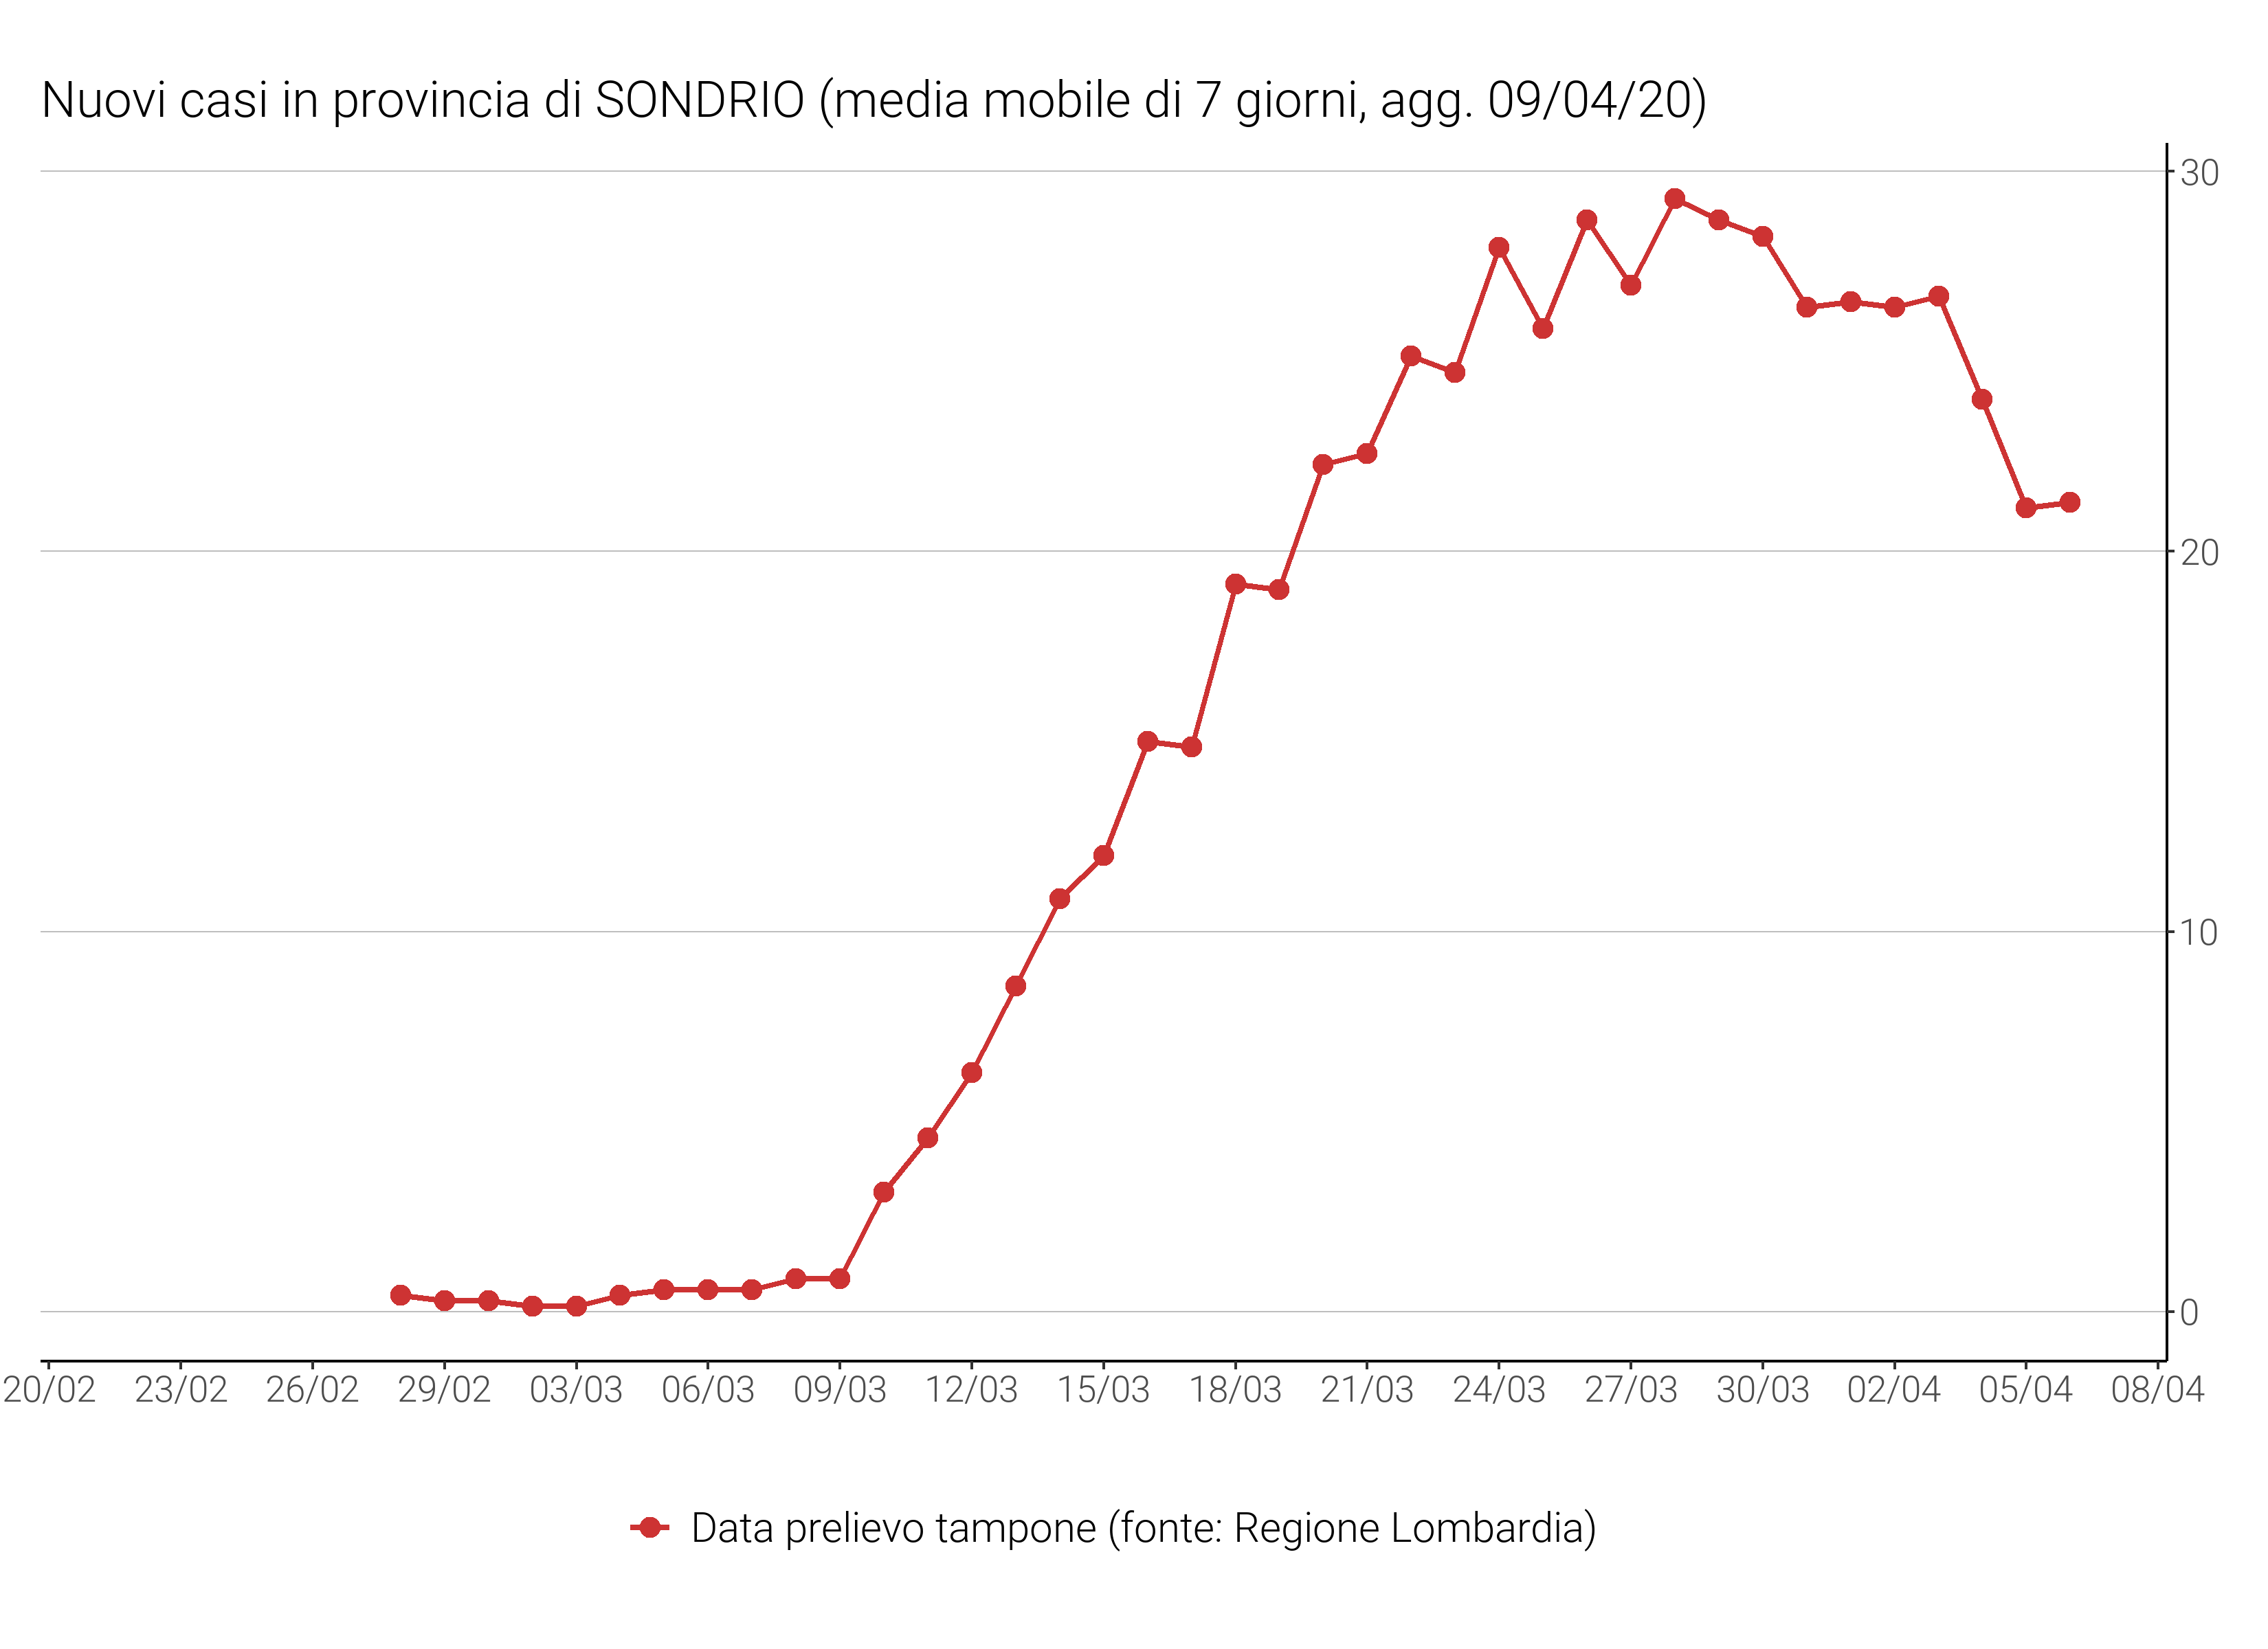 Nuovi casi in provincia di SONDRIO (media mobile di 7 giorni, agg. 09/04/20)
30
20
10
0
20/02 23/02 26/02 29/02 03/03 06/03 09/03 12/03 15/03 18/03 21/03 24/03 27/03 30/03 02/04 05/04 08/04
Data prelievo tampone (fonte: Regione Lombardia)